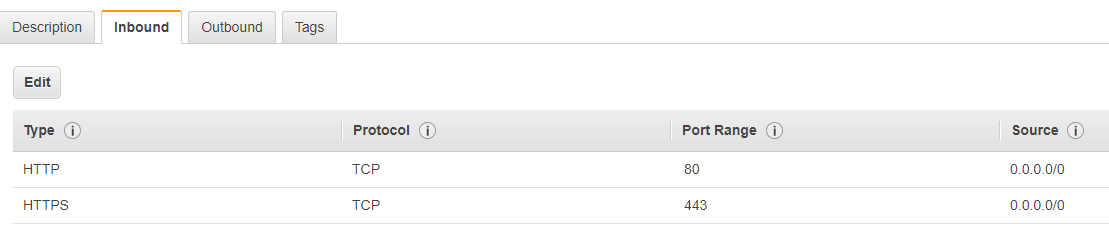 Description Inbound Outbound Tags
Edit
Type i Protocol i Port Range i Source i
HTTP TCP 80 0.0.0.0/0
HTTPS TCP 443 0.0.0.0/0